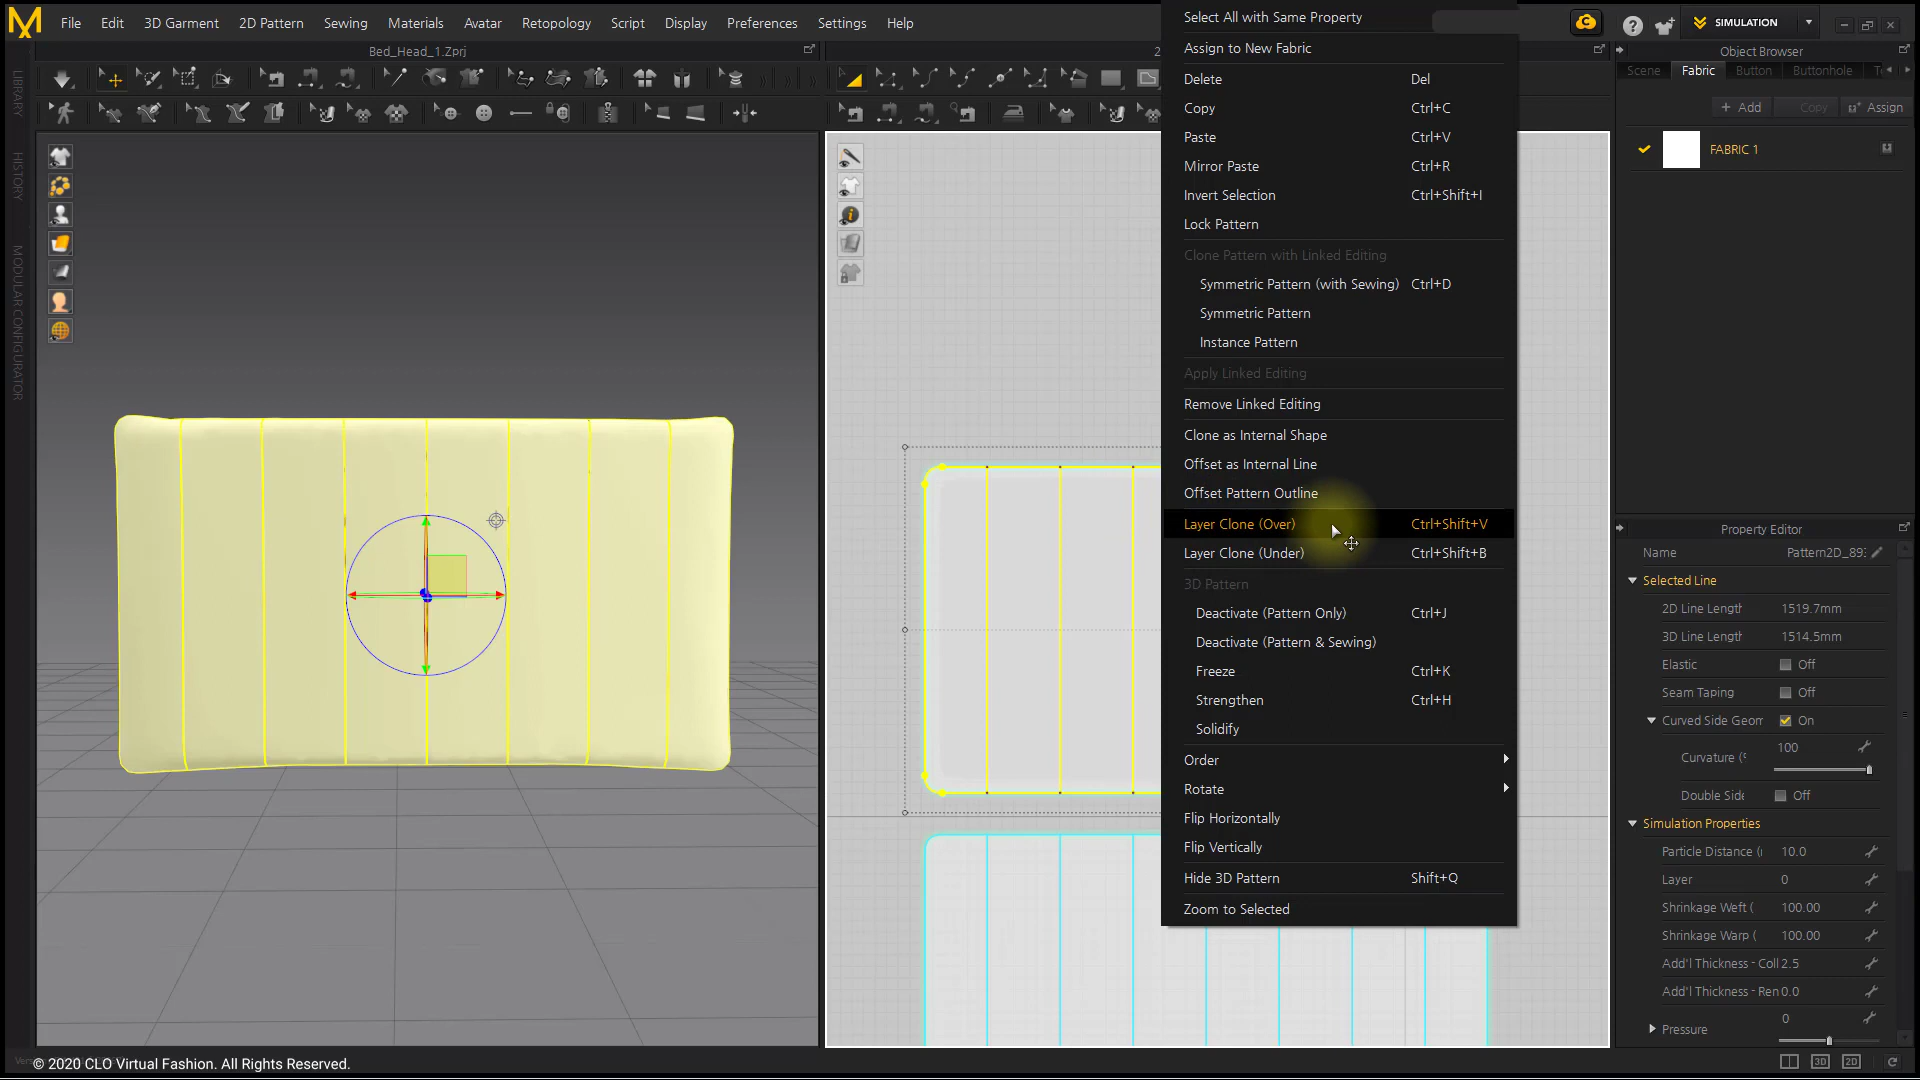 File Edit 3D Garment 2D Pattern Sewing Materials Avatar Retopology Script Display Preferences Settings Help
SIMULATION
Bed_Head_1.Zprj
2
LIBRARY
HISTORY
MODULAR CONFIGURATOR
Select All with Same Property
Assign to New Fabric
Delete Del
Copy Ctrl+C
Paste Ctrl+V
Mirror Paste Ctrl+R
Invert Selection Ctrl+Shift+I
Lock Pattern
Clone Pattern with Linked Editing
Symmetric Pattern (with Sewing) Ctrl+D
Symmetric Pattern
Instance Pattern
Apply Linked Editing
Remove Linked Editing
Clone as Internal Shape
Offset as Internal Line
Offset Pattern Outline
Layer Clone (Over) Ctrl+Shift+V
Layer Clone (Under) Ctrl+Shift+B
3D Pattern
Deactivate (Pattern Only) Ctrl+J
Deactivate (Pattern & Sewing)
Freeze Ctrl+K
Strengthen Ctrl+H
Solidify
Order
Rotate
Flip Horizontally
Flip Vertically
Hide 3D Pattern Shift+Q
Zoom to Selected
Object Browser
Scene Fabric Button Buttonhole
+ Add Copy Assign
FABRIC 1
Property Editor
Name Pattern2D_89
Selected Line
2D Line Length 1519.7mm
3D Line Length 1514.5mm
Elastic Off
Seam Taping Off
Curved Side Geom On
Curvature ( 100
Double Side Off
Simulation Properties
Particle Distance ( 10.0
Layer 0
Shrinkage Weft ( 100.00
Shrinkage Warp ( 100.00
Add'l Thickness - Coll 2.5
Add'l Thickness - Ren 0.0
Pressure 0
© 2020 CLO Virtual Fashion. All Rights Reserved.
3D 2D